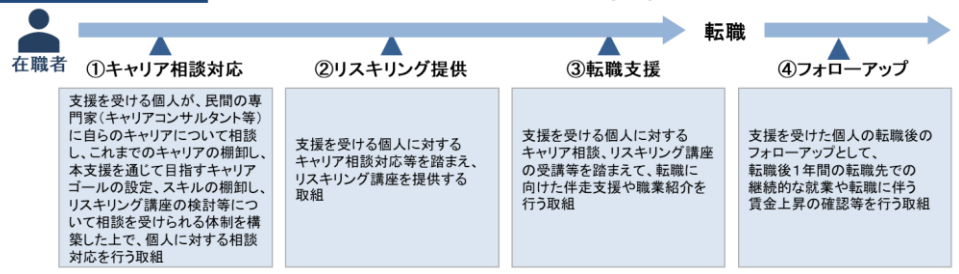 在職者
転職
①キャリア相談対応
支援を受ける個人が、民間の専
門家(キャリアコンサルタント等)
に自らのキャリアについて相談
し、これまでのキャリアの棚卸し、
本支援を通じて目指すキャリア
ゴールの設定、スキルの棚卸し、
リスキリング講座の検討等につ
いて相談を受けられる体制を構
築した上で、個人に対する相談
対応を行う取組
②リスキリング提供
支援を受ける個人に対する
キャリア相談対応等を踏まえ、
リスキリング講座を提供する
取組
③転職支援
支援を受ける個人に対する
キャリア相談、リスキリング講座
の受講等を踏まえて、転職に
向けた伴走支援や職業紹介を
行う取組
④フォローアップ
支援を受けた個人の転職後の
フォローアップとして、
転職後1年間の転職先での
継続的な就業や転職に伴う
賃金上昇の確認等を行う取組